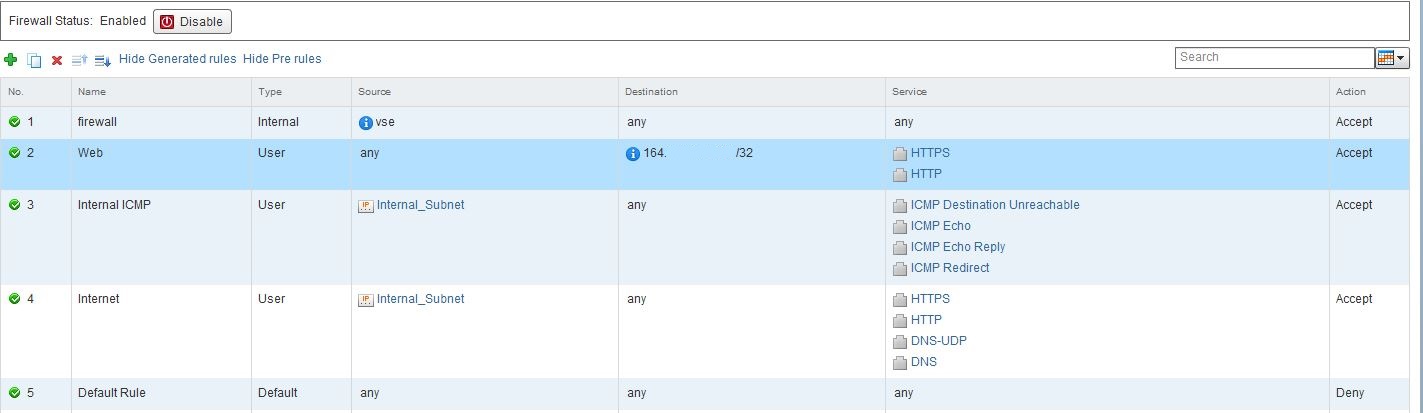 Firewall Status: Enabled Disable
Hide Generated rules Hide Pre rules Search
No. Name Type Source Destination Service Action
1 firewall Internal vse any any Accept
2 Web User any 164. /32 HTTPS Accept
HTTP
3 Internal ICMP User Internal_Subnet any ICMP Destination Unreachable Accept
ICMP Echo
ICMP Echo Reply
ICMP Redirect
4 Internet User Internal_Subnet any HTTPS Accept
HTTP
DNS-UDP
DNS
5 Default Rule Default any any any Deny